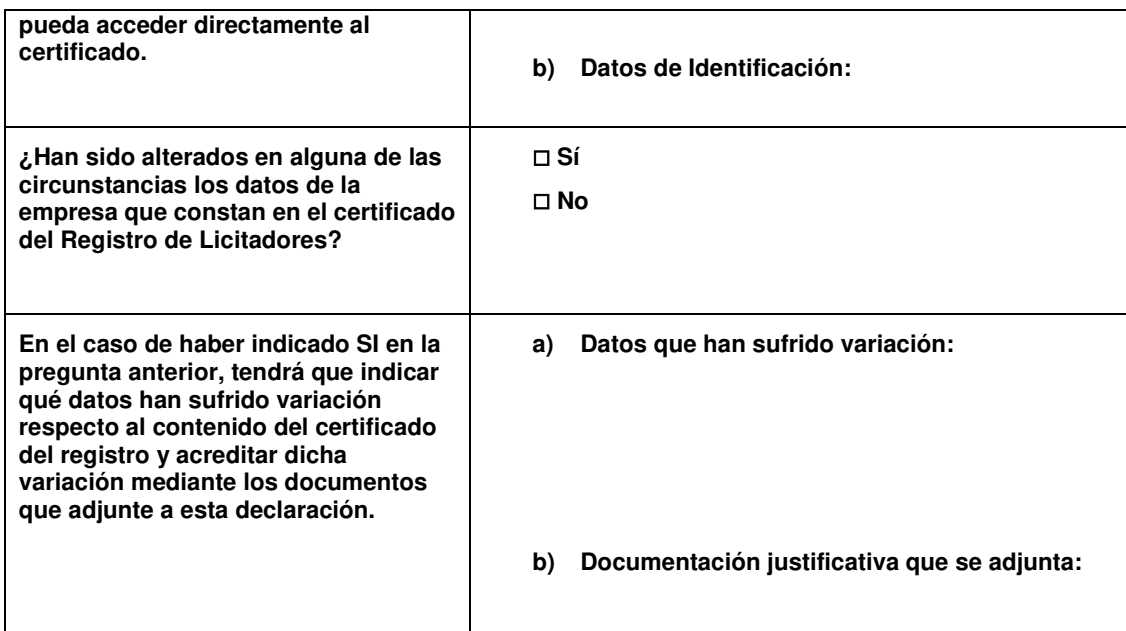 pueda acceder directamente al
certificado.
b) Datos de Identificación:
¿Han sido alterados en alguna de las
circunstancias los datos de la
empresa que constan en el certificado
del Registro de Licitadores?
□ Sí
□ No
En el caso de haber indicado SI en la
pregunta anterior, tendrá que indicar
qué datos han sufrido variación
respecto al contenido del certificado
del registro y acreditar dicha
variación mediante los documentos
que adjunte a esta declaración.
a) Datos que han sufrido variación:
b) Documentación justificativa que se adjunta: